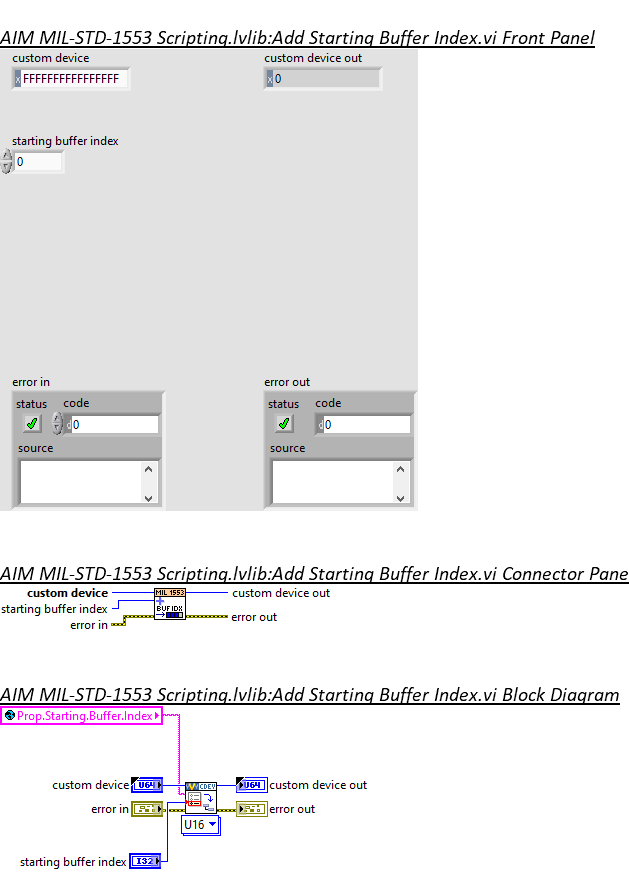 AIM MIL-STD-1553 Scripting.lvlib:Add Starting Buffer Index.vi Front Panel
custom device custom device out
x FFFFFFFFFFFFFFFF x 0
starting buffer index
0
error in error out
status code status code
d 0 d 0
source source
AIM MIL-STD-1553 Scripting.lvlib:Add Starting Buffer Index.vi Connector Pane
custom device MIL 1553 custom device out
starting buffer index
BUF IDX
error in error out
AIM MIL-STD-1553 Scripting.lvlib:Add Starting Buffer Index.vi Block Diagram
Prop.Starting.Buffer.Index
custom device U64 CDEV U64 custom device out
error in error out
U16
starting buffer index I32